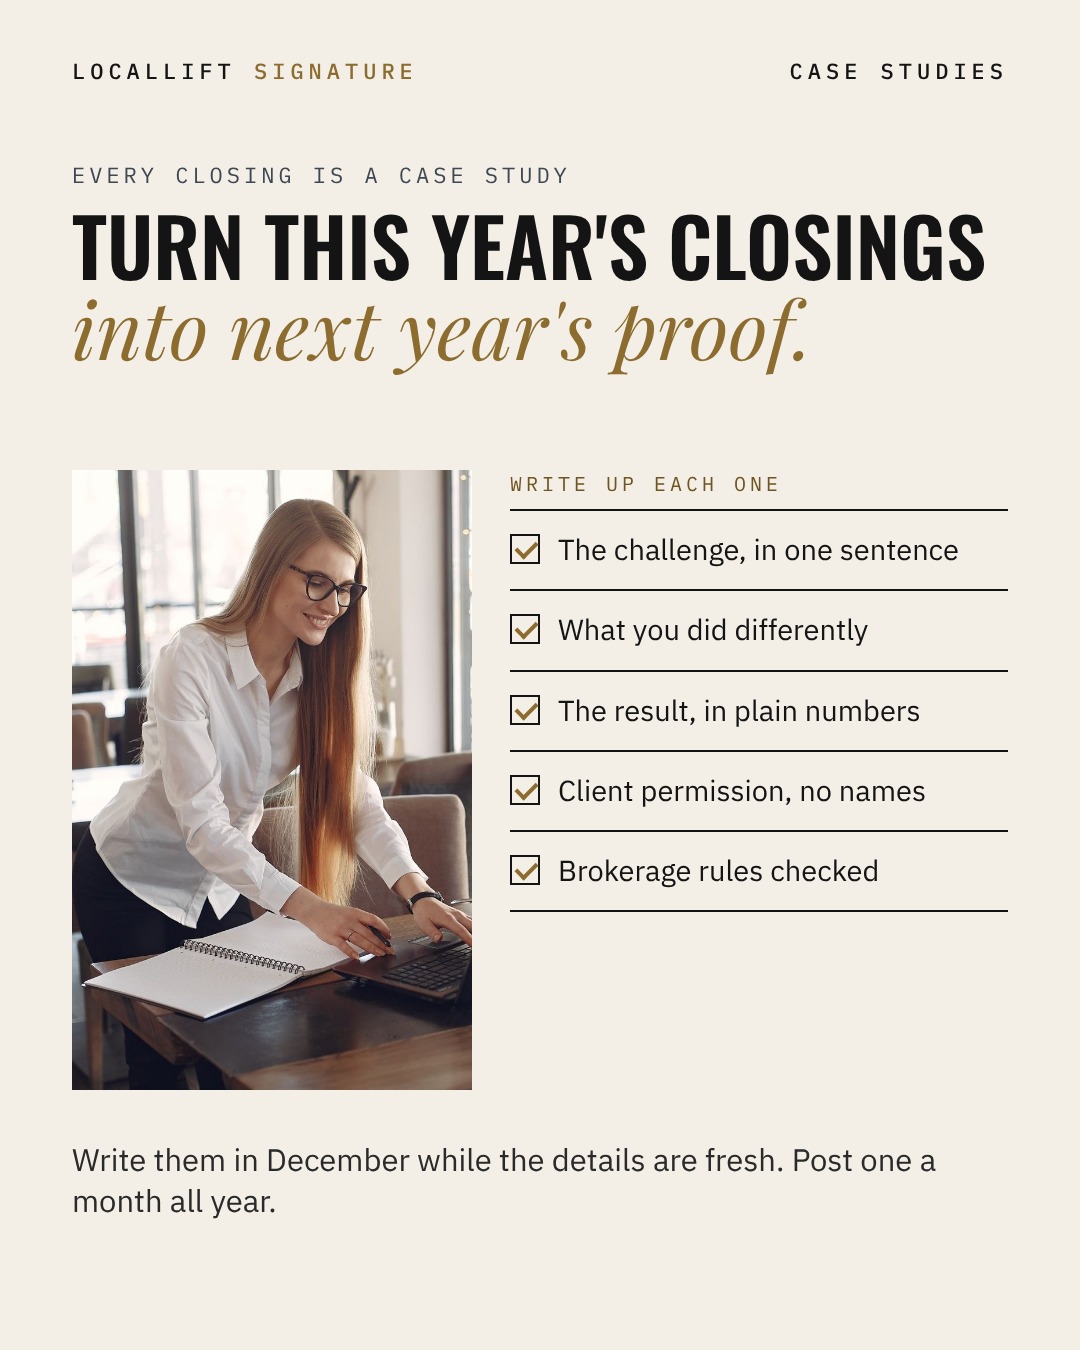 LOCALLIFT SIGNATURE
CASE STUDIES
EVERY CLOSING IS A CASE STUDY
TURN THIS YEAR'S CLOSINGS
into next year's proof.
WRITE UP EACH ONE
The challenge, in one sentence
What you did differently
The result, in plain numbers
Client permission, no names
Brokerage rules checked
Write them in December while the details are fresh. Post one a
month all year.